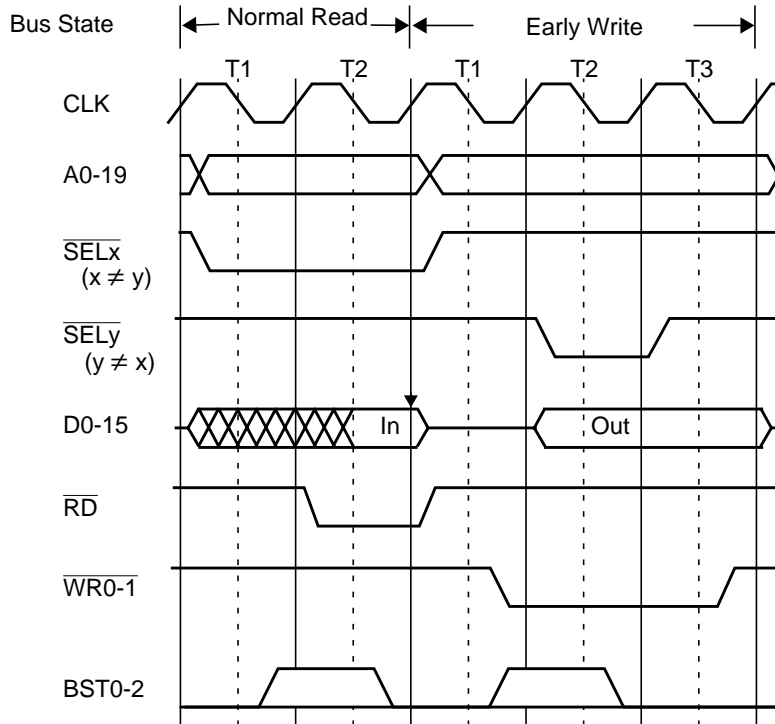 Bus State
Normal Read
Early Write
T1 T2 T1 T2 T3
CLK
A0-19
SELx
(x ≠ y)
SELy
(y ≠ x)
D0-15
In
Out
RD
WR0-1
BST0-2